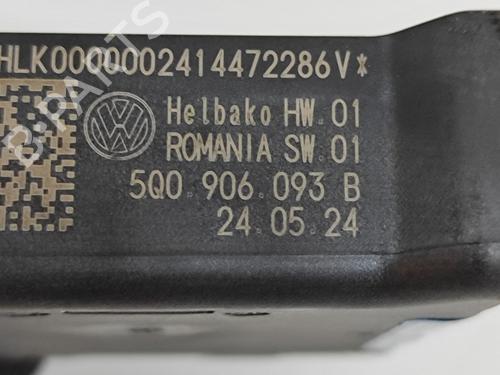 HLK0000002414472286V*
Helbako HW.01
ROMANIA SW.01
5Q0.906.093 B
24.05.24
B-PARTS